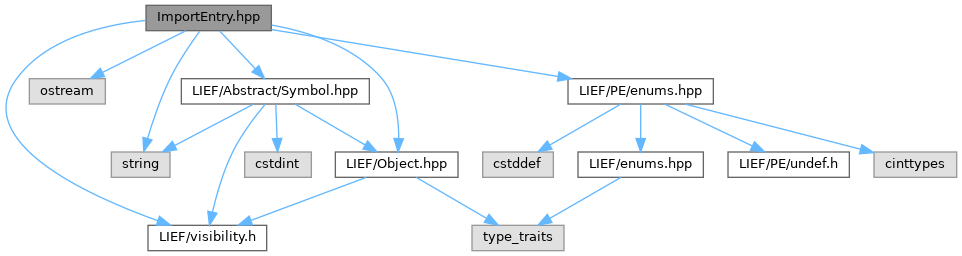 ImportEntry.hpp
ostream
LIEF/Abstract/Symbol.hpp
LIEF/PE/enums.hpp
string
cstdint
LIEF/Object.hpp
cstddef
LIEF/enums.hpp
LIEF/PE/undef.h
cinttypes
LIEF/visibility.h
type_traits